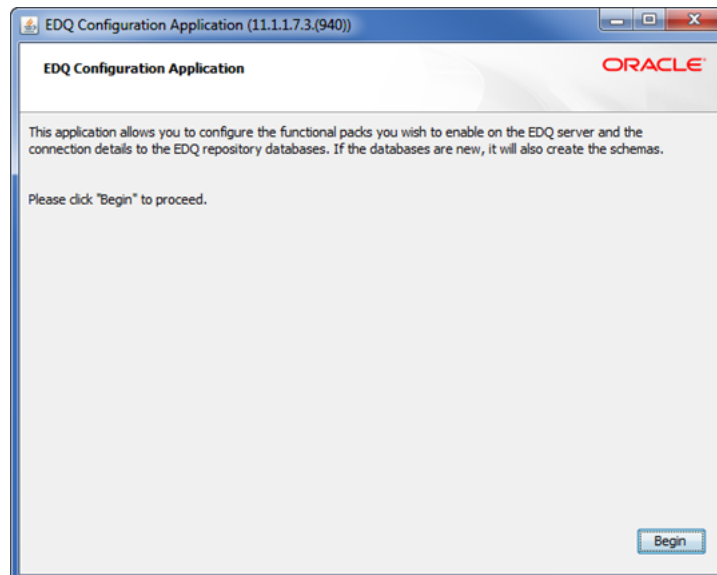 EDQ Configuration Application (11.1.1.7.3.(940))
EDQ Configuration Application
ORACLE
This application allows you to configure the functional packs you wish to enable on the EDQ server and the
connection details to the EDQ repository databases. If the databases are new, it will also create the schemas.
Please click "Begin" to proceed.
Begin